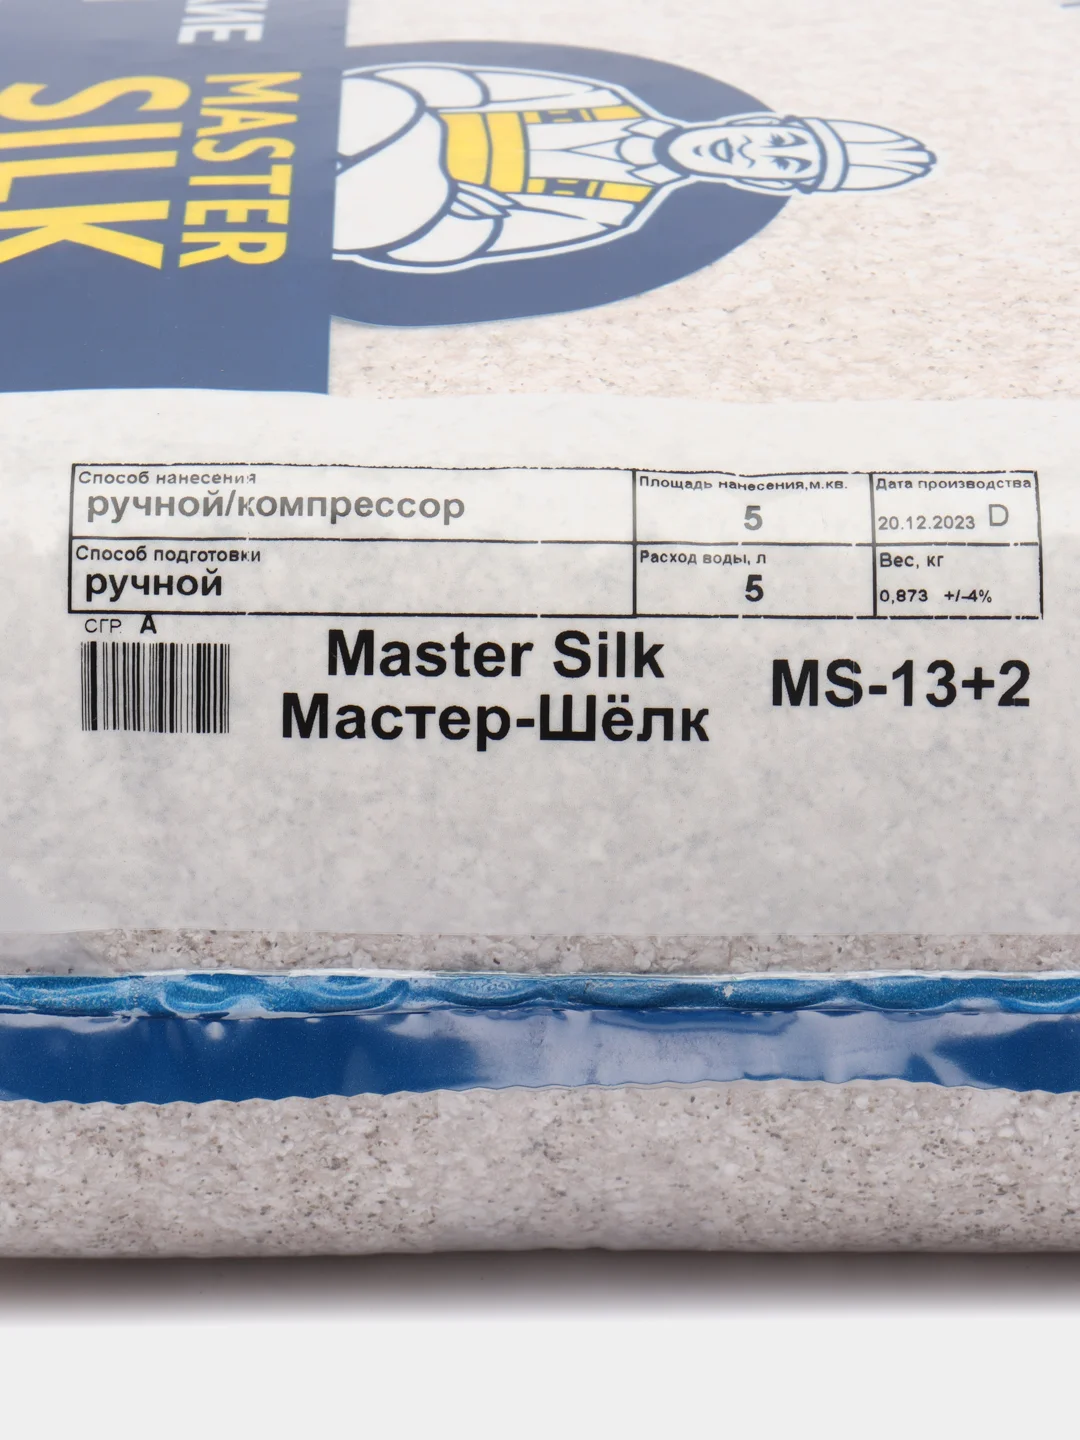 MASTER
SILK
Способ нанесения
ручной/компрессор
Площадь нанесения,м.кв.
5
Дата производства
20.12.2023 D
Способ подготовки
ручной
Расход воды, л
5
Вес, кг
0,873 +/-4%
СГР A
Master Silk
Мастер-Шёлк
MS-13+2